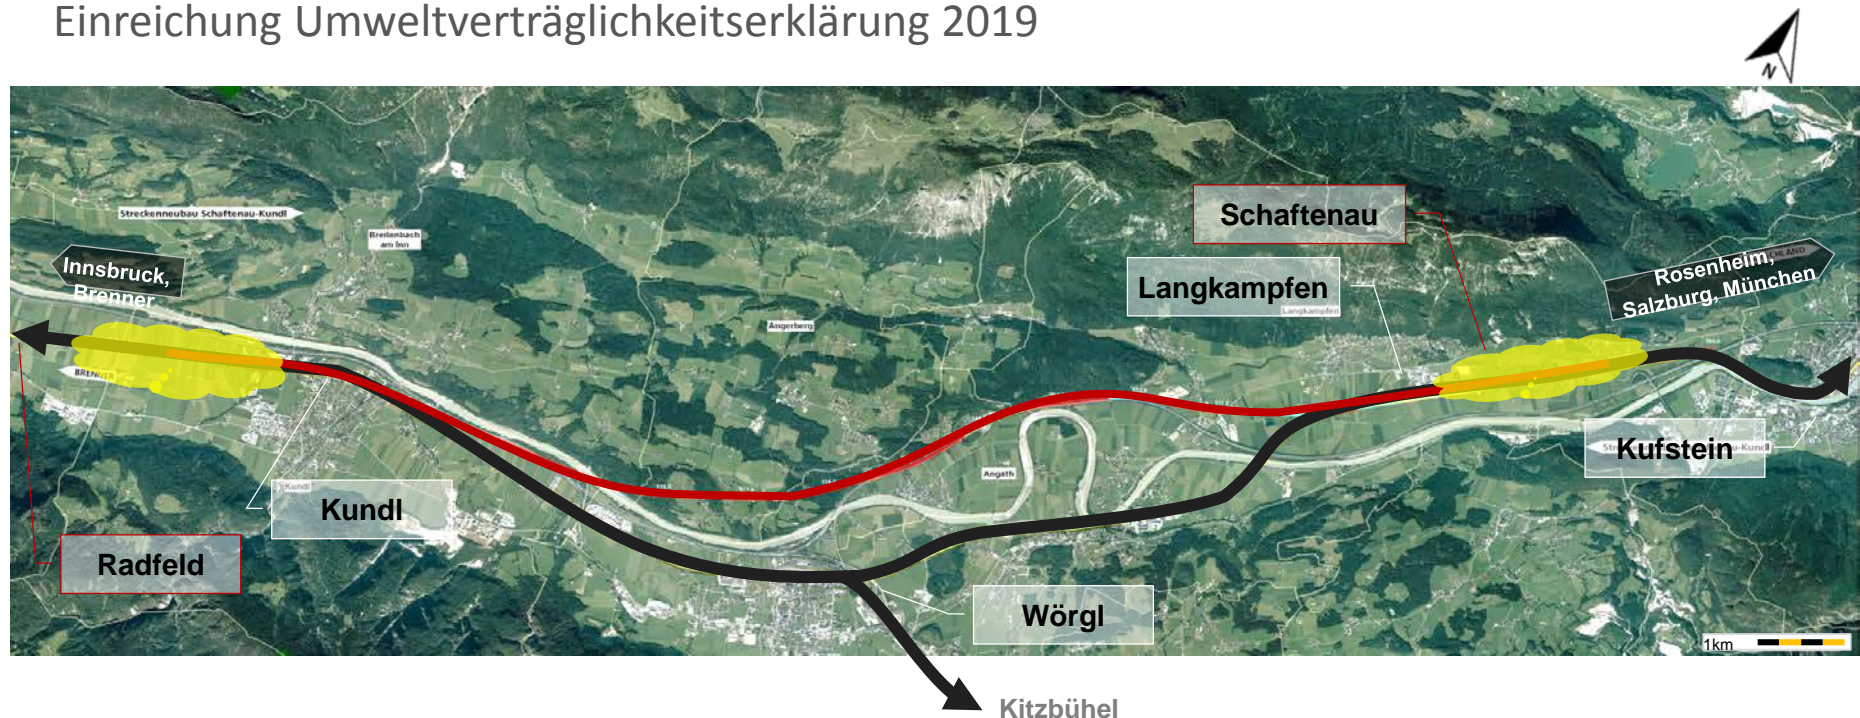 Einreichung Umweltverträglichkeitserklärung 2019
N
Streckenneubau Schaftenau-Kundl
Breitenbach
am Inn
Innsbruck,
Brenner
BRENNER
Schaftenau
Langkampfen
Langkampfen
Rosenheim,
Salzburg, München
Angerberg
Angath
Kufstein
Kundl
Kundl
Radfeld
Wörgl
1km
Kitzbühel